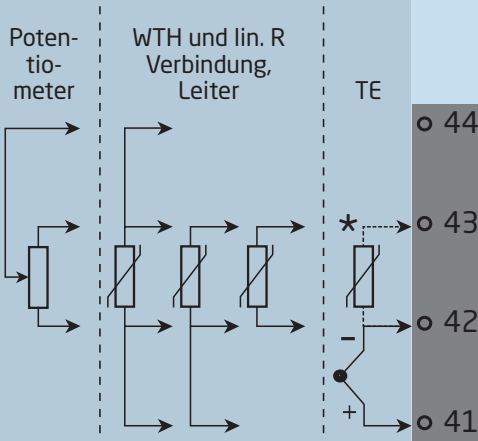 Poten-
tio-
meter
WTH und lin. R
Verbindung,
Leiter
TE
44
*
43
42
−
+
41